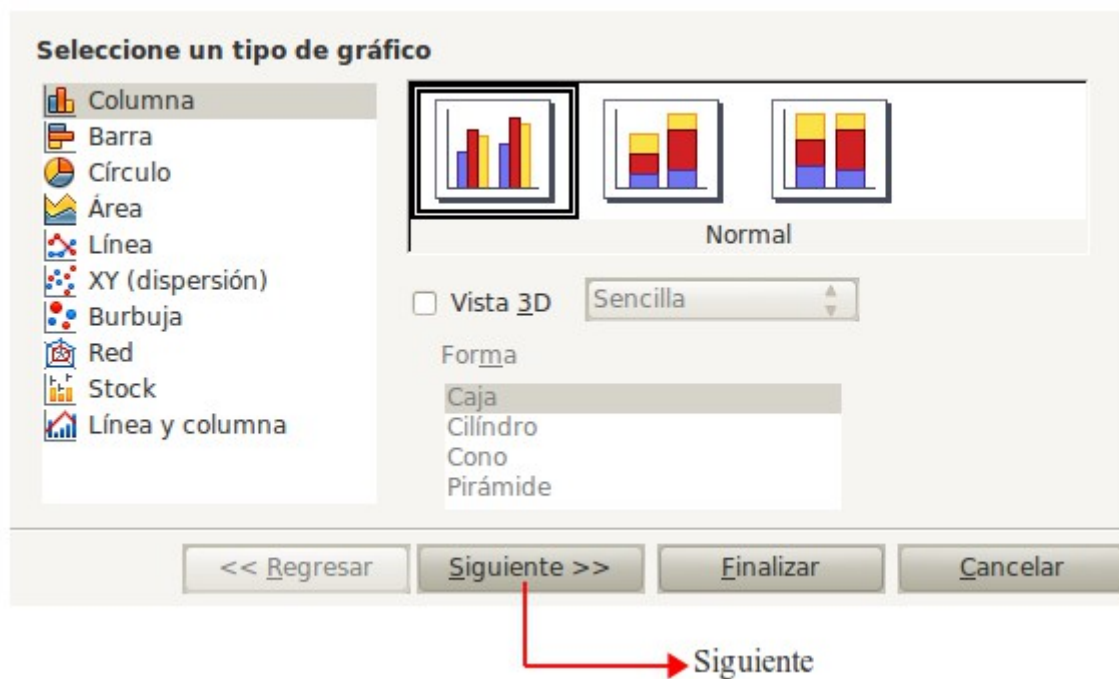 Seleccione un tipo de gráfico
Columna
Barra
Círculo
Área
Línea
XY (dispersión)
Burbuja
Red
Stock
Línea y columna
Normal
Vista 3D
Sencilla
Forma
Caja
Cilíndro
Cono
Pirámide
<< Regresar
Siguiente >>
Finalizar
Cancelar
Siguiente